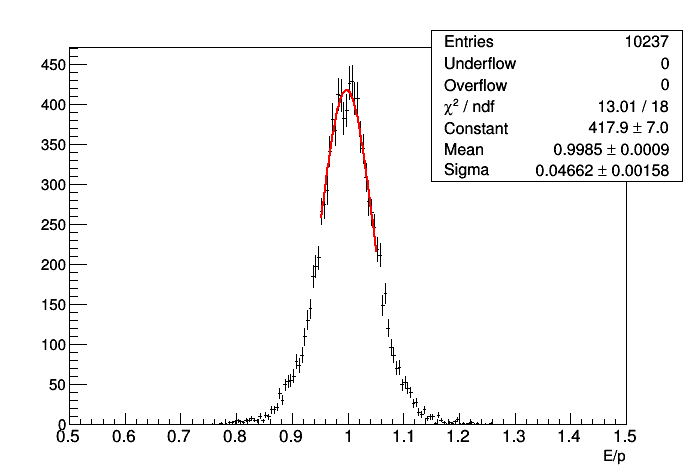 Entries 10237
Underflow 0
Overflow 0
χ² / ndf 13.01 / 18
Constant 417.9 ± 7.0
Mean 0.9985 ± 0.0009
Sigma 0.04662 ± 0.00158
450
400
350
300
250
200
150
100
50
0
0.5 0.6 0.7 0.8 0.9 1 1.1 1.2 1.3 1.4 1.5
E/p